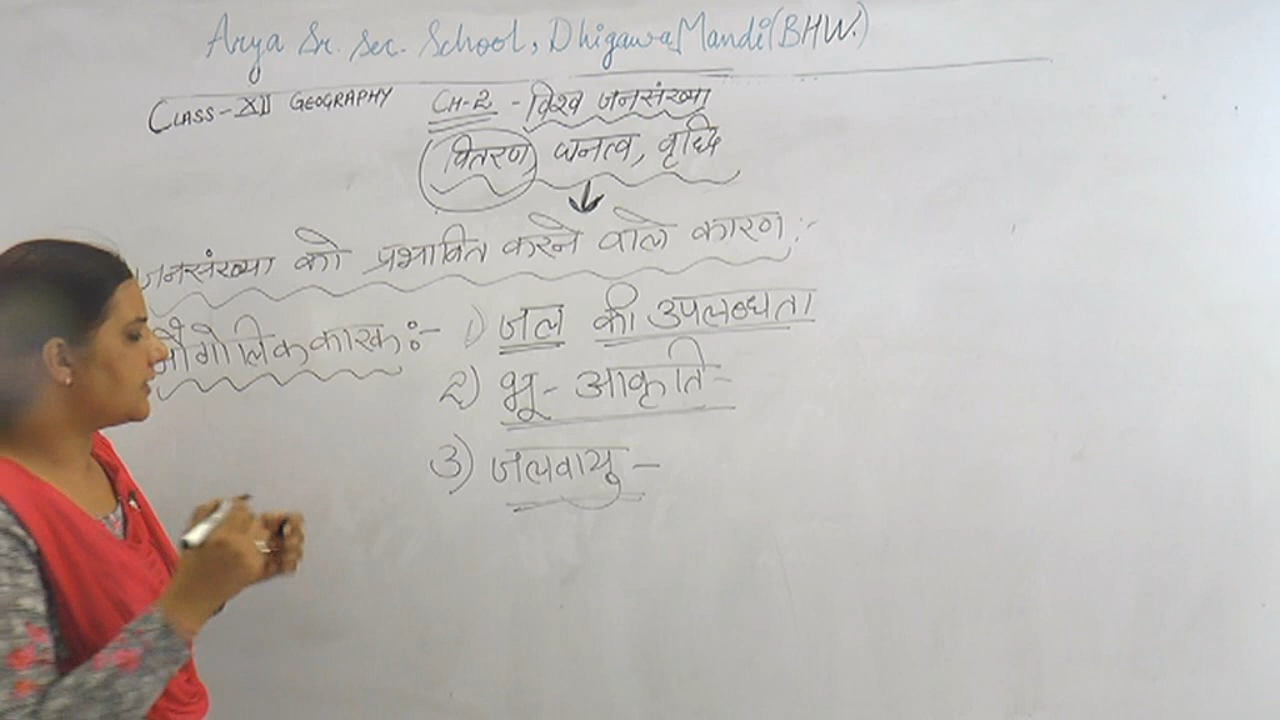 Arya Sr. Sec. School, Dhigawa Mandi (BHW.)
CLASS-XII GEOGRAPHY CH-2 - विश्व जनसंख्या
वितरण घनत्व, वृद्धि
जनसंख्या को प्रभावित करने वाले कारण :-
भौगोलिक कारक :- 1) जल की उपलब्धता
2) भू - आकृति -
3) जलवायु -